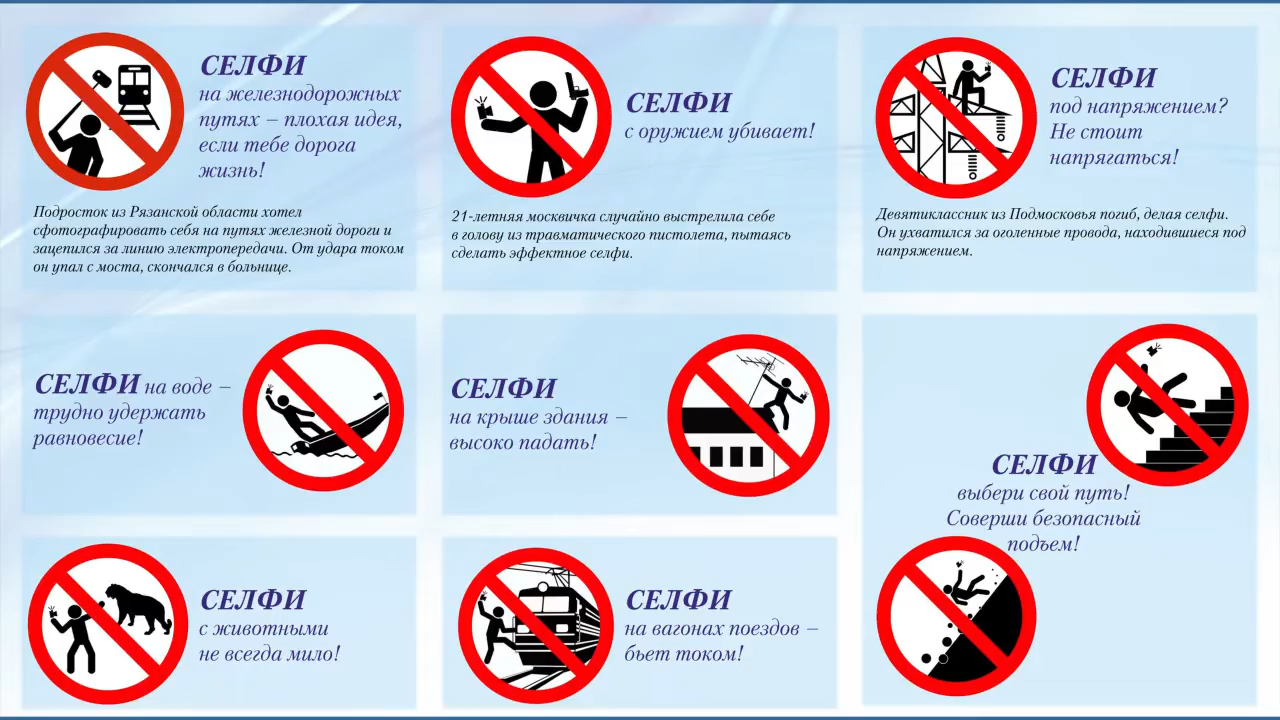 СЕЛФИ
на железнодорожных
путях – плохая идея,
если тебе дорога
жизнь!
Подросток из Рязанской области хотел
сфотографировать себя на путях железной дороги и
зацепился за линию электропередачи. От удара током
он упал с моста, скончался в больнице.
СЕЛФИ
с оружием убивает!
21-летняя москвичка случайно выстрелила себе
в голову из травматического пистолета, пытаясь
сделать эффектное селфи.
СЕЛФИ
под напряжением?
Не стоит
напрягаться!
Девятиклассник из Подмосковья погиб, делая селфи.
Он ухватился за оголенные провода, находившиеся под
напряжением.
СЕЛФИ на воде –
трудно удержать
равновесие!
СЕЛФИ
на крыше здания –
высоко падать!
СЕЛФИ
выбери свой путь!
Соверши безопасный
подъем!
СЕЛФИ
с животными
не всегда мило!
СЕЛФИ
на вагонах поездов –
бьет током!